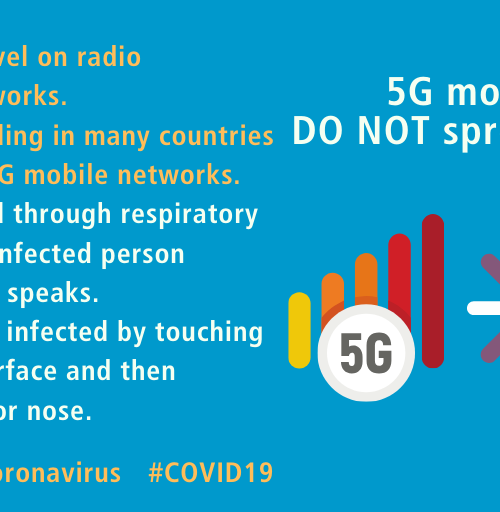 vel on radio
works.
ding in many countries
G mobile networks.
d through respiratory
nfected person
speaks.
infected by touching
rface and then
or nose.
oronavirus #COVID19
5G mo
DO NOT spr
5G